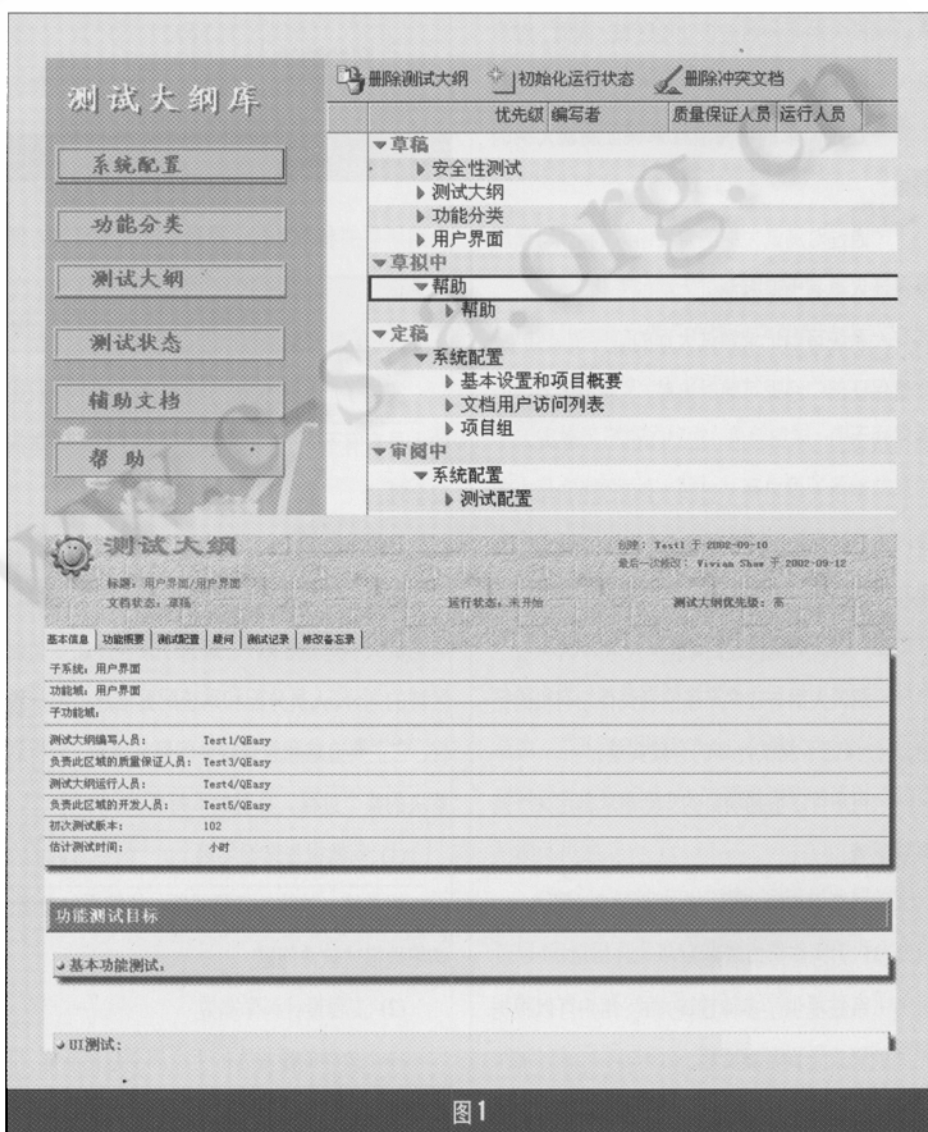 测试大纲库
删除测试大纲 初始化运行状态 删除冲突文档
优先级 编写者 质量保证人员 运行人员
系统配置
功能分类
测试大纲
测试状态
辅助文档
帮助
草稿
安全性测试
测试大纲
功能分类
用户界面
草拟中
帮助
帮助
定稿
系统配置
基本设置和项目概要
文档用户访问列表
项目组
审阅中
系统配置
测试配置
测试大纲
创建: Test1 于 2002-09-10
最后一次修改: Vivian Shaw 于 2002-09-12
标题: 用户界面/用户界面
文档状态: 草稿 运行状态: 未开始 测试大纲优先级: 高
基本信息 功能概要 测试配置 疑问 测试记录 修改备忘录
子系统: 用户界面
功能域: 用户界面
子功能域:
测试大纲编写人员: Test1/QEasy
负责此区域的质量保证人员: Test3/QEasy
测试大纲运行人员: Test4/QEasy
负责此区域的开发人员: Test5/QEasy
初次测试版本: 102
估计测试时间: 小时
功能测试目标
基本功能测试:
UI测试:
图1